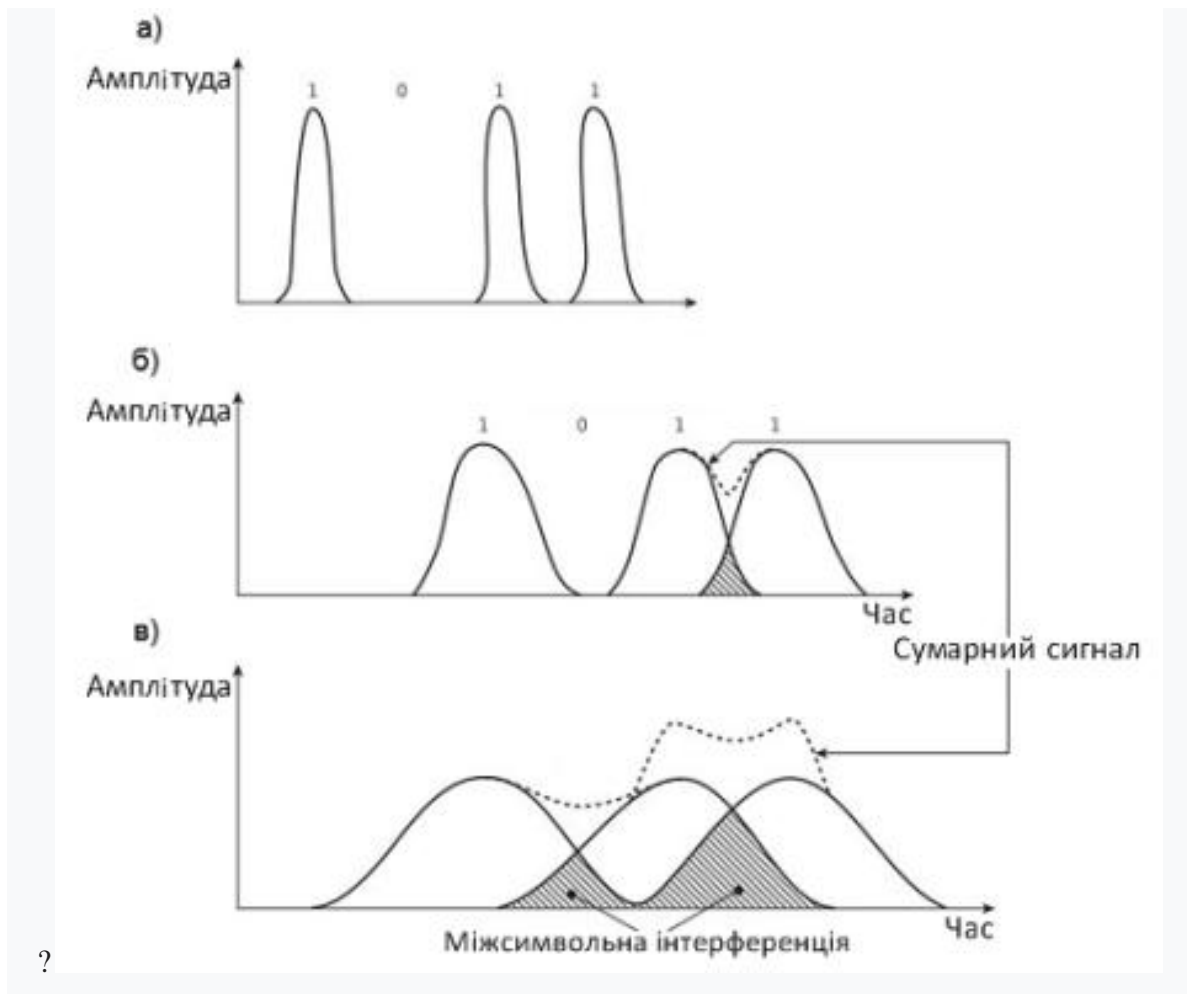 а)
Амплітуда
1 0 1 1
б)
Амплітуда
1 0 1 1
Час
Сумарний сигнал
в)
Амплітуда
Час
Міжсимвольна інтерференція
?